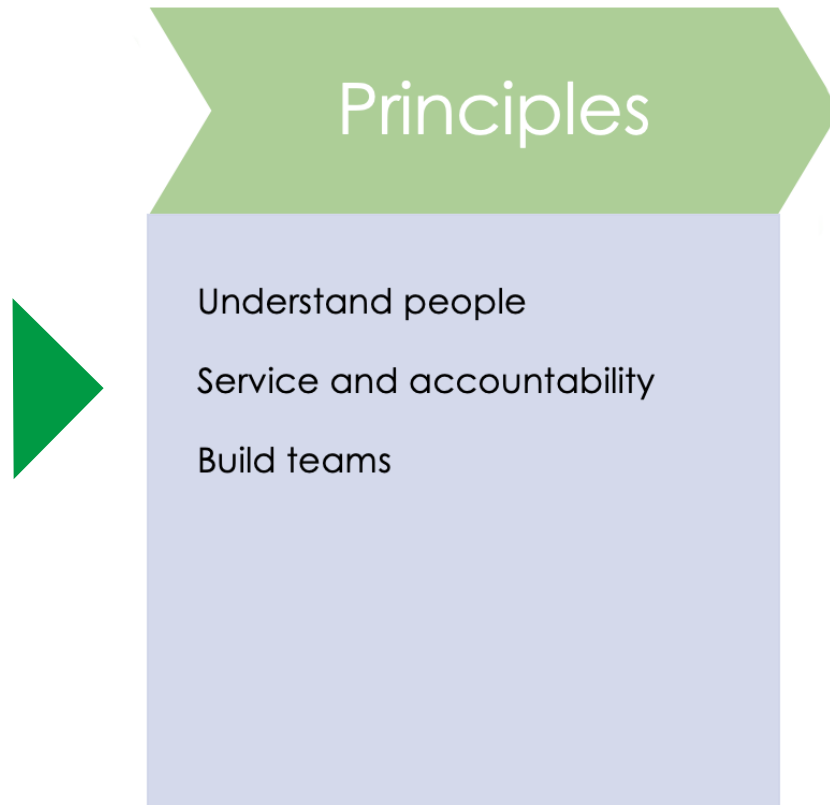 Principles
Understand people
Service and accountability
Build teams